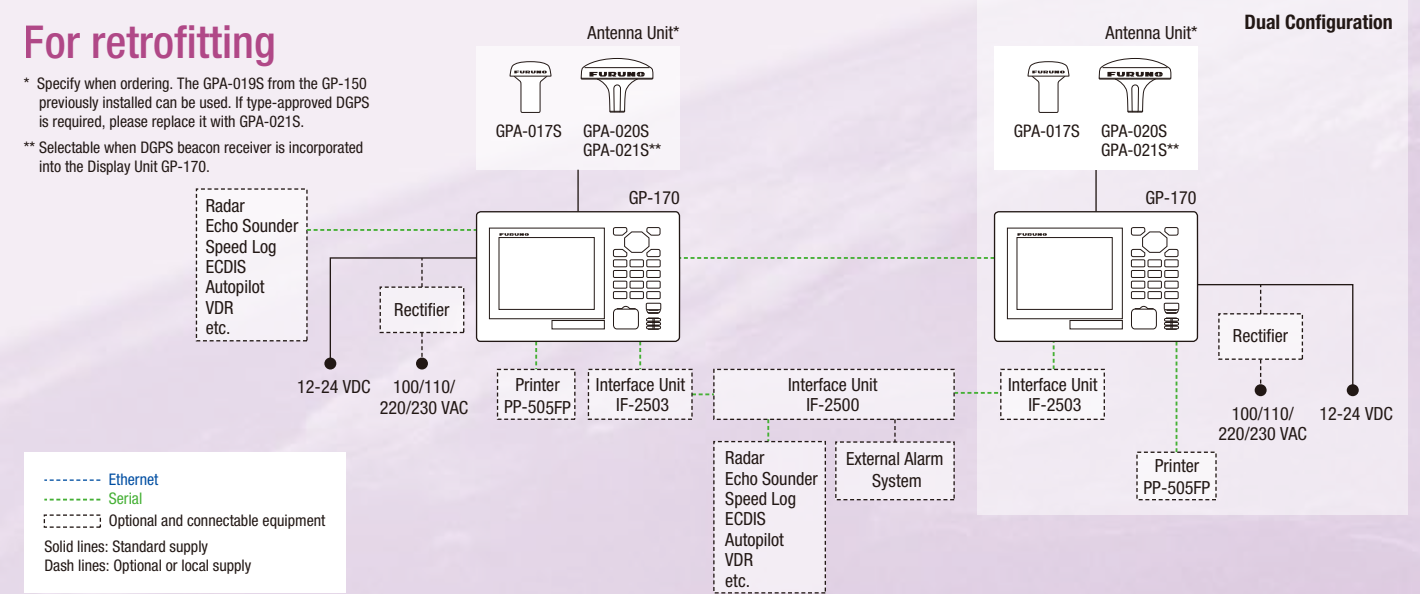 For retrofitting
* Specify when ordering. The GPA-019S from the GP-150
previously installed can be used. If type-approved DGPS
is required, please replace it with GPA-021S.
** Selectable when DGPS beacon receiver is incorporated
into the Display Unit GP-170.
Antenna Unit*
FURUNO
FURUNO
GPA-017S
GPA-020S
GPA-021S**
GP-170
FURUNO
Radar
Echo Sounder
Speed Log
ECDIS
Autopilot
VDR
etc.
Rectifier
12-24 VDC
100/110/
220/230 VAC
Printer
PP-505FP
Interface Unit
IF-2503
Interface Unit
IF-2500
Radar
Echo Sounder
Speed Log
ECDIS
Autopilot
VDR
etc.
External Alarm
System
Dual Configuration
Antenna Unit*
FURUNO
FURUNO
GPA-017S
GPA-020S
GPA-021S**
GP-170
FURUNO
Interface Unit
IF-2503
Printer
PP-505FP
Rectifier
100/110/
220/230 VAC
12-24 VDC
Ethernet
Serial
Optional and connectable equipment
Solid lines: Standard supply
Dash lines: Optional or local supply